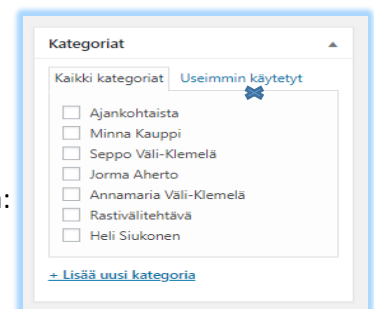 Kategoriat
Kaikki kategoriat Useimmin käytetyt
Ajankohtaista
Minna Kauppi
Seppo Väli-Klemelä
Jorma Aherto
Annamaria Väli-Klemelä
Rastivälitehtävä
Heli Siukonen
+ Lisää uusi kategoria